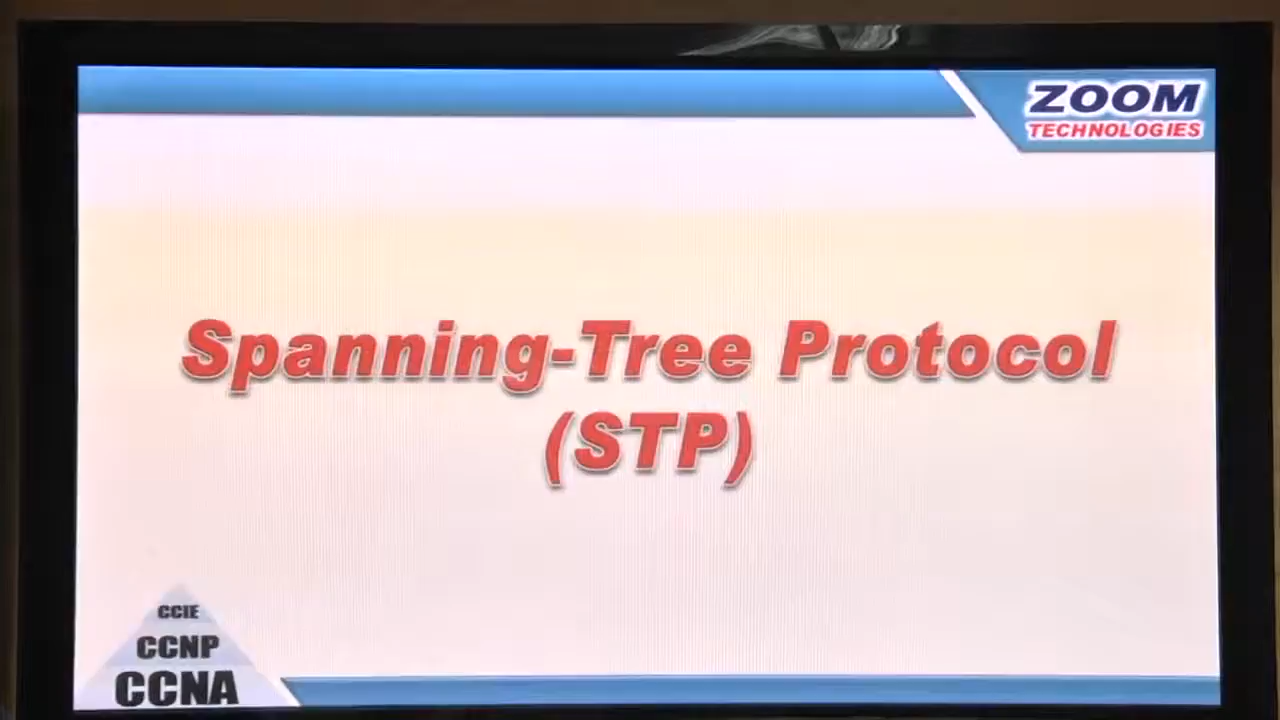 ZOOM
TECHNOLOGIES
Spanning-Tree Protocol
(STP)
CCIE
CCNP
CCNA